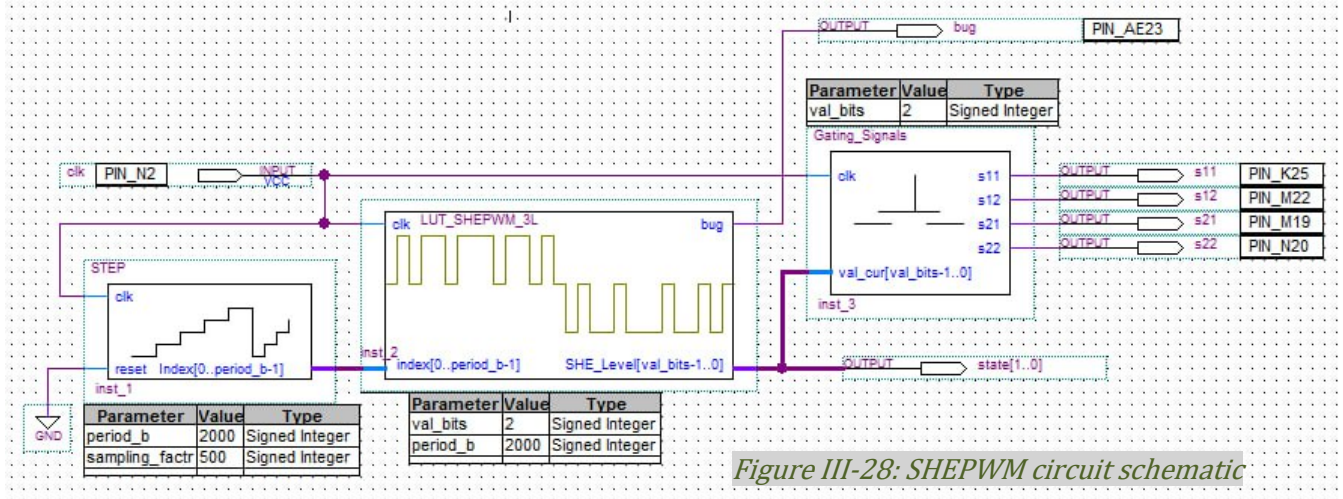 OUTPUT bug PIN_AE23
Parameter Value Type
val_bits 2 Signed Integer
Gating_Signals
clk PIN_N2 INPUT VCC
clk s11 OUTPUT s11 PIN_K25
s12 OUTPUT s12 PIN_M22
s21 OUTPUT s21 PIN_M19
s22 OUTPUT s22 PIN_N20
val_cur[val_bits-1..0]
inst_3
clk LUT_SHEPWM_3L bug
STEP
clk
reset Index[0..period_b-1]
inst_1
GND
inst_2
index[0..period_b-1] SHE_Level[val_bits-1..0]
OUTPUT state[1..0]
Parameter Value Type
period_b 2000 Signed Integer
sampling_factr 500 Signed Integer
Parameter Value Type
val_bits 2 Signed Integer
period_b 2000 Signed Integer
Figure III-28: SHEPWM circuit schematic